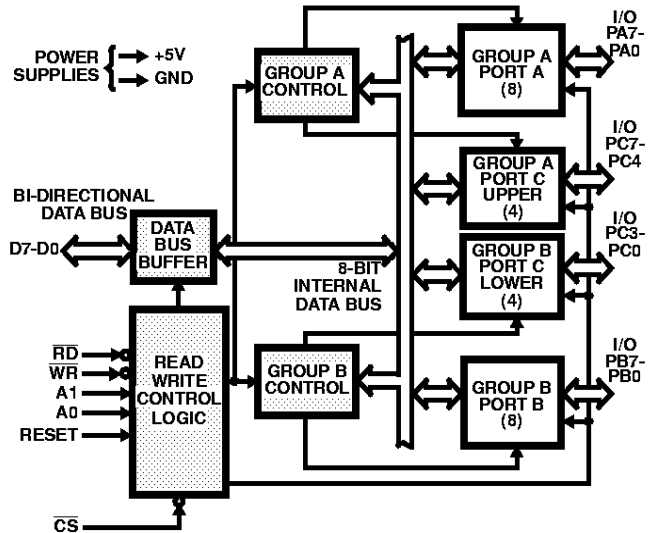 POWER
SUPPLIES
+5V
GND
GROUP A
CONTROL
GROUP A
PORT A
(8)
I/O
PA7-
PA0
GROUP A
PORT C
UPPER
(4)
I/O
PC7-
PC4
BI-DIRECTIONAL
DATA BUS
D7-D0
DATA
BUS
BUFFER
8-BIT
INTERNAL
DATA BUS
GROUP B
PORT C
LOWER
(4)
I/O
PC3-
PC0
RD
WR
A1
A0
RESET
READ
WRITE
CONTROL
LOGIC
GROUP B
CONTROL
GROUP B
PORT B
(8)
I/O
PB7-
PB0
CS